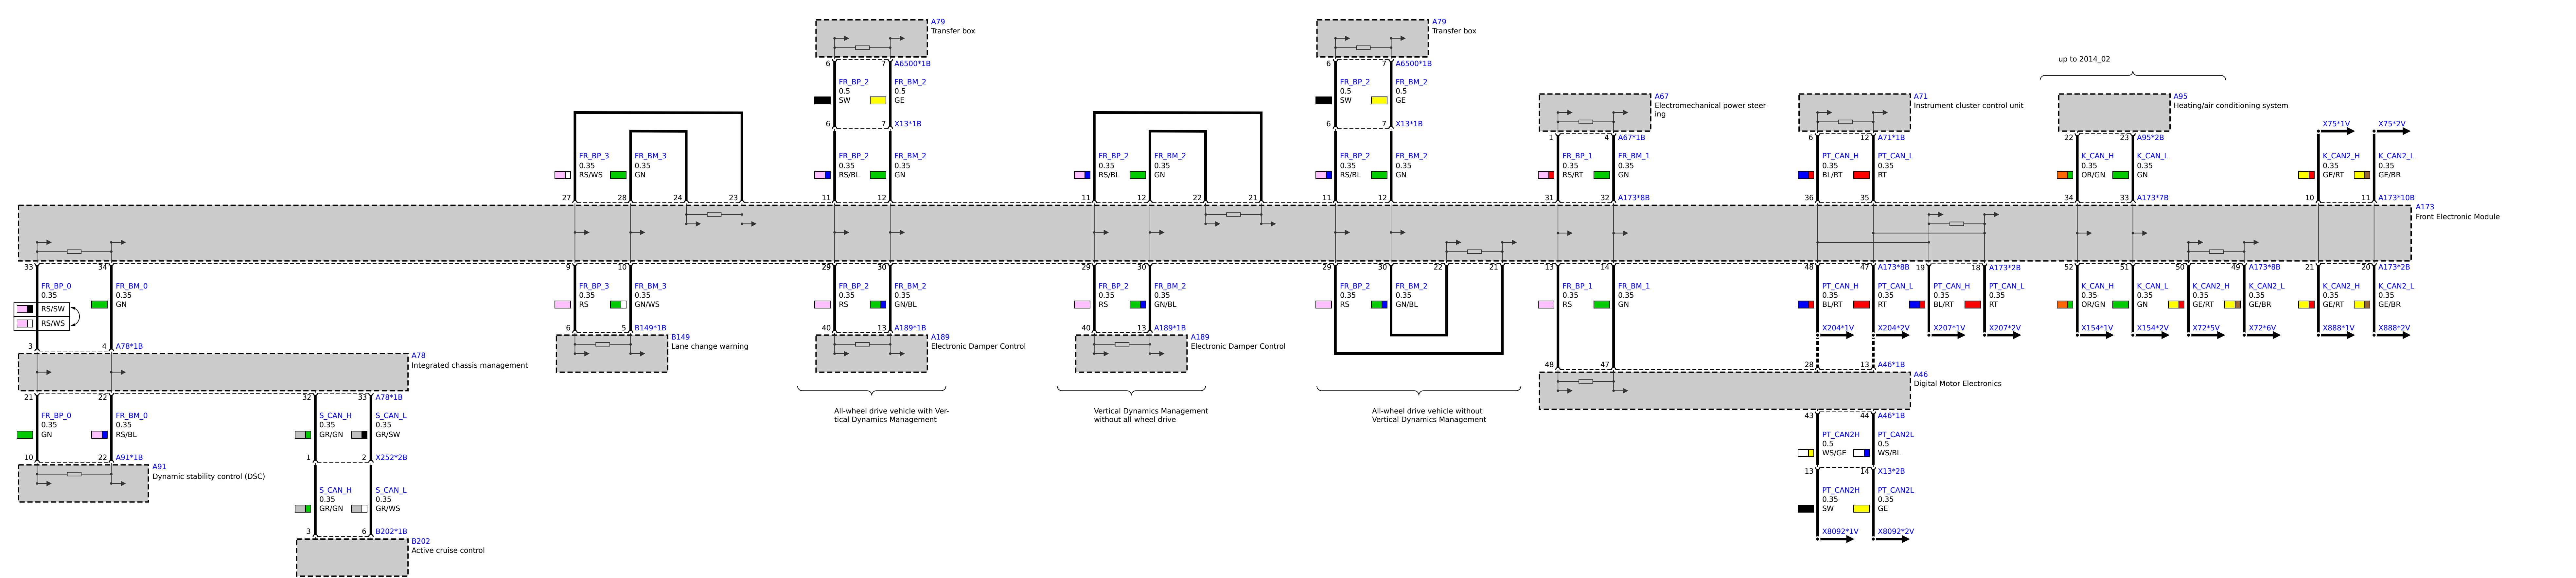 A79
Transfer box
6
7
A6500*1B
FR_BP_2
0.5
SW
FR_BM_2
0.5
GE
6
7
X13*1B
A79
Transfer box
6
7
A6500*1B
FR_BP_2
0.5
SW
FR_BM_2
0.5
GE
6
7
X13*1B
up to 2014_02
A67
Electromechanical power steer-
ing
1
4
A67*1B
A71
Instrument cluster control unit
6
12
A71*1B
A95
Heating/air conditioning system
22
23
A95*2B
X75*1V
X75*2V
FR_BP_3
0.35
RS/WS
27
FR_BM_3
0.35
GN
28
24
23
FR_BP_2
0.35
RS/BL
11
FR_BM_2
0.35
GN
12
FR_BP_2
0.35
RS/BL
11
FR_BM_2
0.35
GN
12
22
21
FR_BP_2
0.35
RS/BL
11
FR_BM_2
0.35
GN
12
FR_BP_1
0.35
RS/RT
31
FR_BM_1
0.35
GN
32
A173*8B
PT_CAN_H
0.35
BL/RT
36
PT_CAN_L
0.35
RT
35
K_CAN_H
0.35
OR/GN
34
K_CAN_L
0.35
GN
33
A173*7B
K_CAN2_H
0.35
GE/RT
10
K_CAN2_L
0.35
GE/BR
11
A173*10B
A173
Front Electronic Module
33
FR_BP_0
0.35
RS/SW
RS/WS
3
34
FR_BM_0
0.35
GN
4
A78*1B
9
FR_BP_3
0.35
RS
6
10
FR_BM_3
0.35
GN/WS
5
B149*1B
29
FR_BP_2
0.35
RS
40
30
FR_BM_2
0.35
GN/BL
13
A189*1B
29
FR_BP_2
0.35
RS
40
30
FR_BM_2
0.35
GN/BL
13
A189*1B
29
FR_BP_2
0.35
RS
30
FR_BM_2
0.35
GN/BL
22
21
13
FR_BP_1
0.35
RS
48
14
FR_BM_1
0.35
GN
47
48
PT_CAN_H
0.35
BL/RT
X204*1V
28
47
A173*8B
PT_CAN_L
0.35
RT
X204*2V
13
A46*1B
19
PT_CAN_H
0.35
BL/RT
X207*1V
18
A173*2B
PT_CAN_L
0.35
RT
X207*2V
52
K_CAN_H
0.35
OR/GN
X154*1V
51
K_CAN_L
0.35
GN
X154*2V
50
K_CAN2_H
0.35
GE/RT
X72*5V
49
A173*8B
K_CAN2_L
0.35
GE/BR
X72*6V
21
K_CAN2_H
0.35
GE/RT
X888*1V
20
A173*2B
K_CAN2_L
0.35
GE/BR
X888*2V
A78
Integrated chassis management
B149
Lane change warning
A189
Electronic Damper Control
A189
Electronic Damper Control
A46
Digital Motor Electronics
All-wheel drive vehicle with Ver-
tical Dynamics Management
Vertical Dynamics Management
without all-wheel drive
All-wheel drive vehicle without
Vertical Dynamics Management
21
FR_BP_0
0.35
GN
10
22
FR_BM_0
0.35
RS/BL
22
A91*1B
A91
Dynamic stability control (DSC)
32
S_CAN_H
0.35
GR/GN
1
33
A78*1B
S_CAN_L
0.35
GR/SW
2
X252*2B
S_CAN_H
0.35
GR/GN
3
S_CAN_L
0.35
GR/WS
6
B202*1B
B202
Active cruise control
43
PT_CAN2H
0.5
WS/GE
13
44
A46*1B
PT_CAN2L
0.5
WS/BL
14
X13*2B
PT_CAN2H
0.35
SW
X8092*1V
PT_CAN2L
0.35
GE
X8092*2V